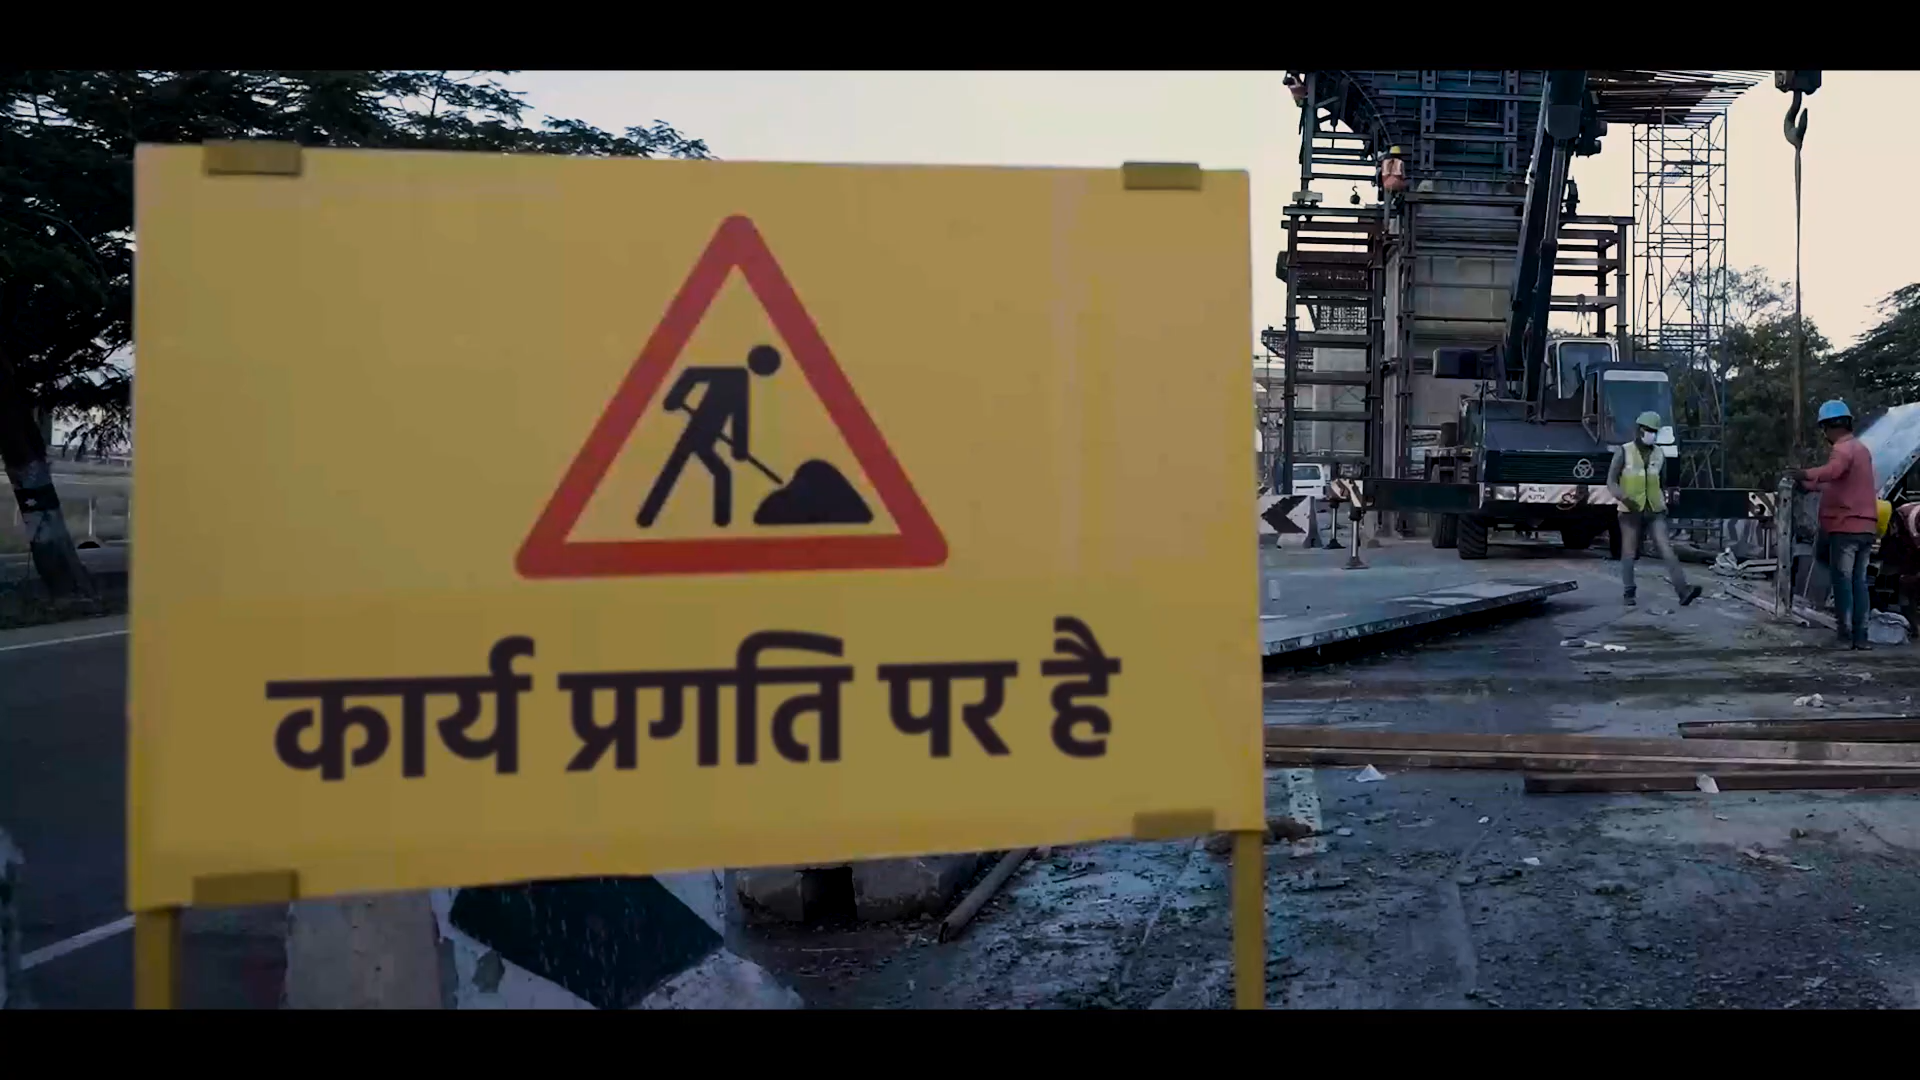 कार्य प्रगति पर है